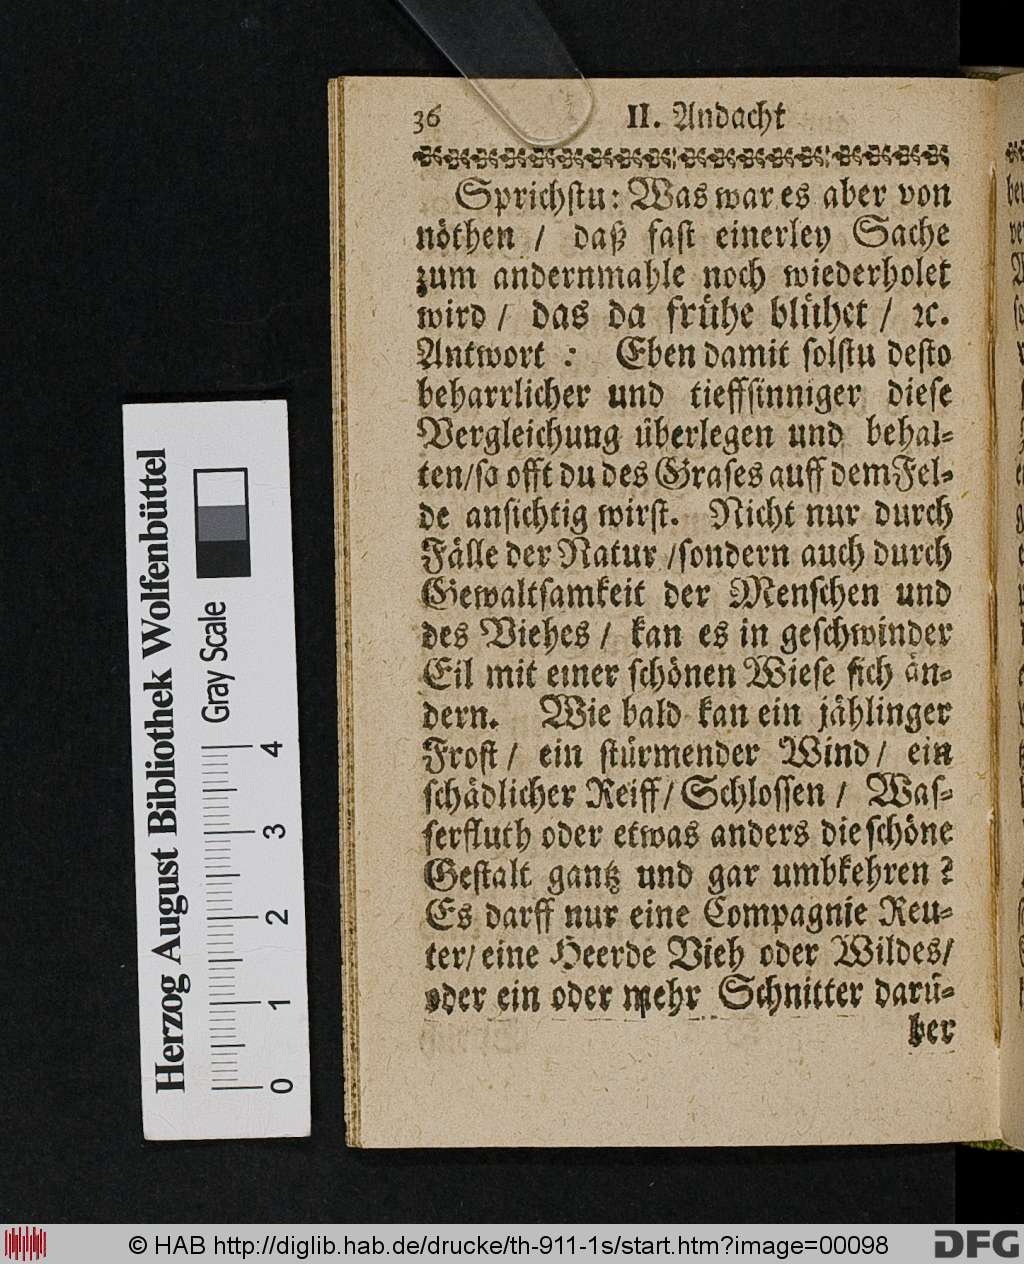 36 II. Andacht
Sprichstu: Was war es aber von
nöthen / daß fast einerley Sache
zum andernmahle noch wiederholet
wird / das da frühe blühet / ꝛc.
Antwort : Eben damit solstu desto
beharrlicher und tieffsinniger diese
Vergleichung überlegen und behal-
ten/so offt du des Grases auff dem Fel-
de ansichtig wirst. Nicht nur durch
Fälle der Natur /sondern auch durch
Gewaltsamkeit der Menschen und
des Viehes / kan es in geschwinder
Eil mit einer schönen Wiese sich än-
dern. Wie bald kan ein jählinger
Frost / ein stürmender Wind / ein
schädlicher Reiff/ Schlossen / Was-
serfluth oder etwas anders die schöne
Gestalt gantz und gar umbkehren ?
Es darff nur eine Compagnie Reu-
ter/ eine Heerde Vieh oder Wildes/
oder ein oder mehr Schnitter darü-
ber
Herzog August Bibliothek Wolfenbüttel
Gray Scale
0 1 2 3 4
© HAB http://diglib.hab.de/drucke/th-911-1s/start.htm?image=00098
DFG